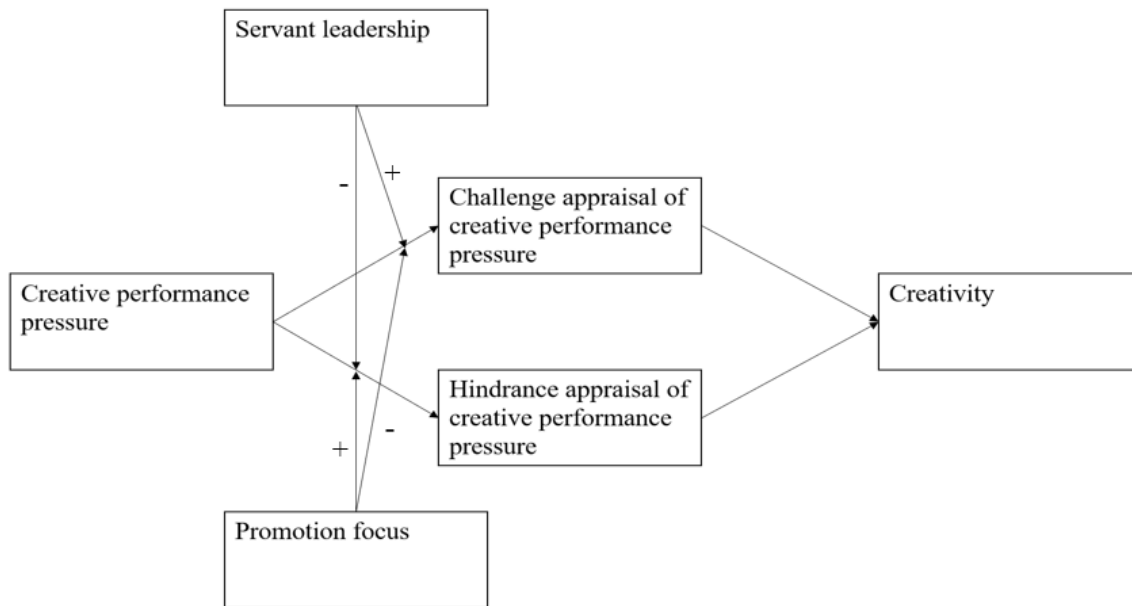 Servant leadership
-
+
Challenge appraisal of
creative performance
pressure
Creative performance
pressure
Creativity
Hindrance appraisal of
creative performance
pressure
+
-
Promotion focus